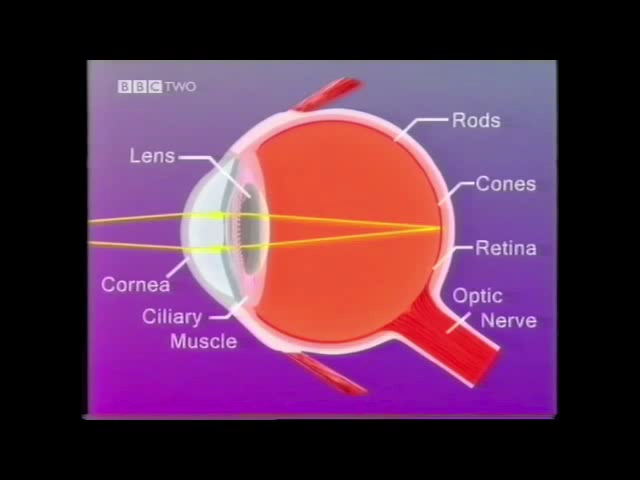 BBC TWO
Rods
Lens
Cones
Retina
Cornea
Optic
Nerve
Ciliary
Muscle